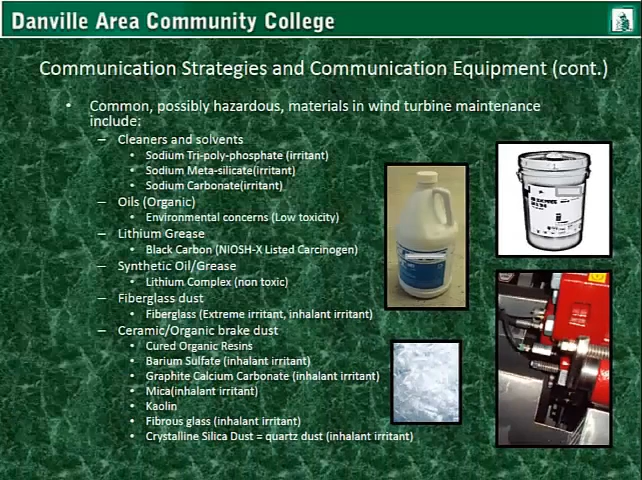 Danville Area Community College
Communication Strategies and Communication Equipment (cont.)
• Common, possibly hazardous, materials in wind turbine maintenance
include:
– Cleaners and solvents
• Sodium Tri-poly-phosphate (irritant)
• Sodium Meta-silicate(irritant)
• Sodium Carbonate(irritant)
– Oils (Organic)
• Environmental concerns (Low toxicity)
– Lithium Grease
• Black Carbon (NIOSH-X Listed Carcinogen)
– Synthetic Oil/Grease
• Lithium Complex (non toxic)
– Fiberglass dust
• Fiberglass (Extreme irritant, inhalant irritant)
– Ceramic/Organic brake dust
• Cured Organic Resins
• Barium Sulfate (inhalant irritant)
• Graphite Calcium Carbonate (inhalant irritant)
• Mica(inhalant irritant)
• Kaolin
• Fibrous glass (inhalant irritant)
• Crystalline Silica Dust = quartz dust (inhalant irritant)